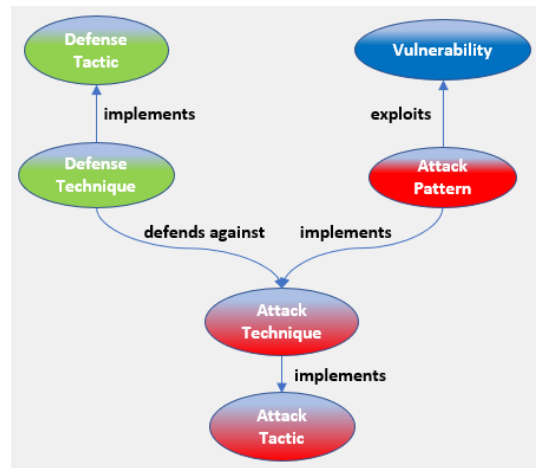 Defense
Tactic
Vulnerability
implements
exploits
Defense
Technique
Attack
Pattern
defends against
implements
Attack
Technique
implements
Attack
Tactic